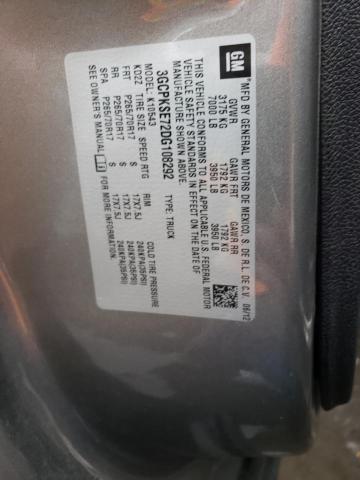 GM
MFD BY GENERAL MOTORS DE MEXICO, S. DE R.L. DE C.V. 06/12
GVWR GAWR FRT GAWR RR
3175 KG 1792 KG 1792 KG
7000 LB 3950 LB 3950 LB
THIS VEHICLE CONFORMS TO ALL APPLICABLE U.S. FEDERAL MOTOR
VEHICLE SAFETY STANDARDS IN EFFECT ON THE DATE OF
MANUFACTURE SHOWN ABOVE.
3GCPKSE72DG108292 TYPE: TRUCK
MODEL: K10543
KD2Z TIRE SIZE SPEED RTG RIM COLD TIRE PRESSURE
FRT P265/70R17 S 17X7.5J 240KPA(35PSI)
RR P265/70R17 S 17X7.5J 240KPA(35PSI)
SPA P265/70R17 S 17X7.5J 240KPA(35PSI)
SEE OWNER'S MANUAL FOR MORE INFORMATION.